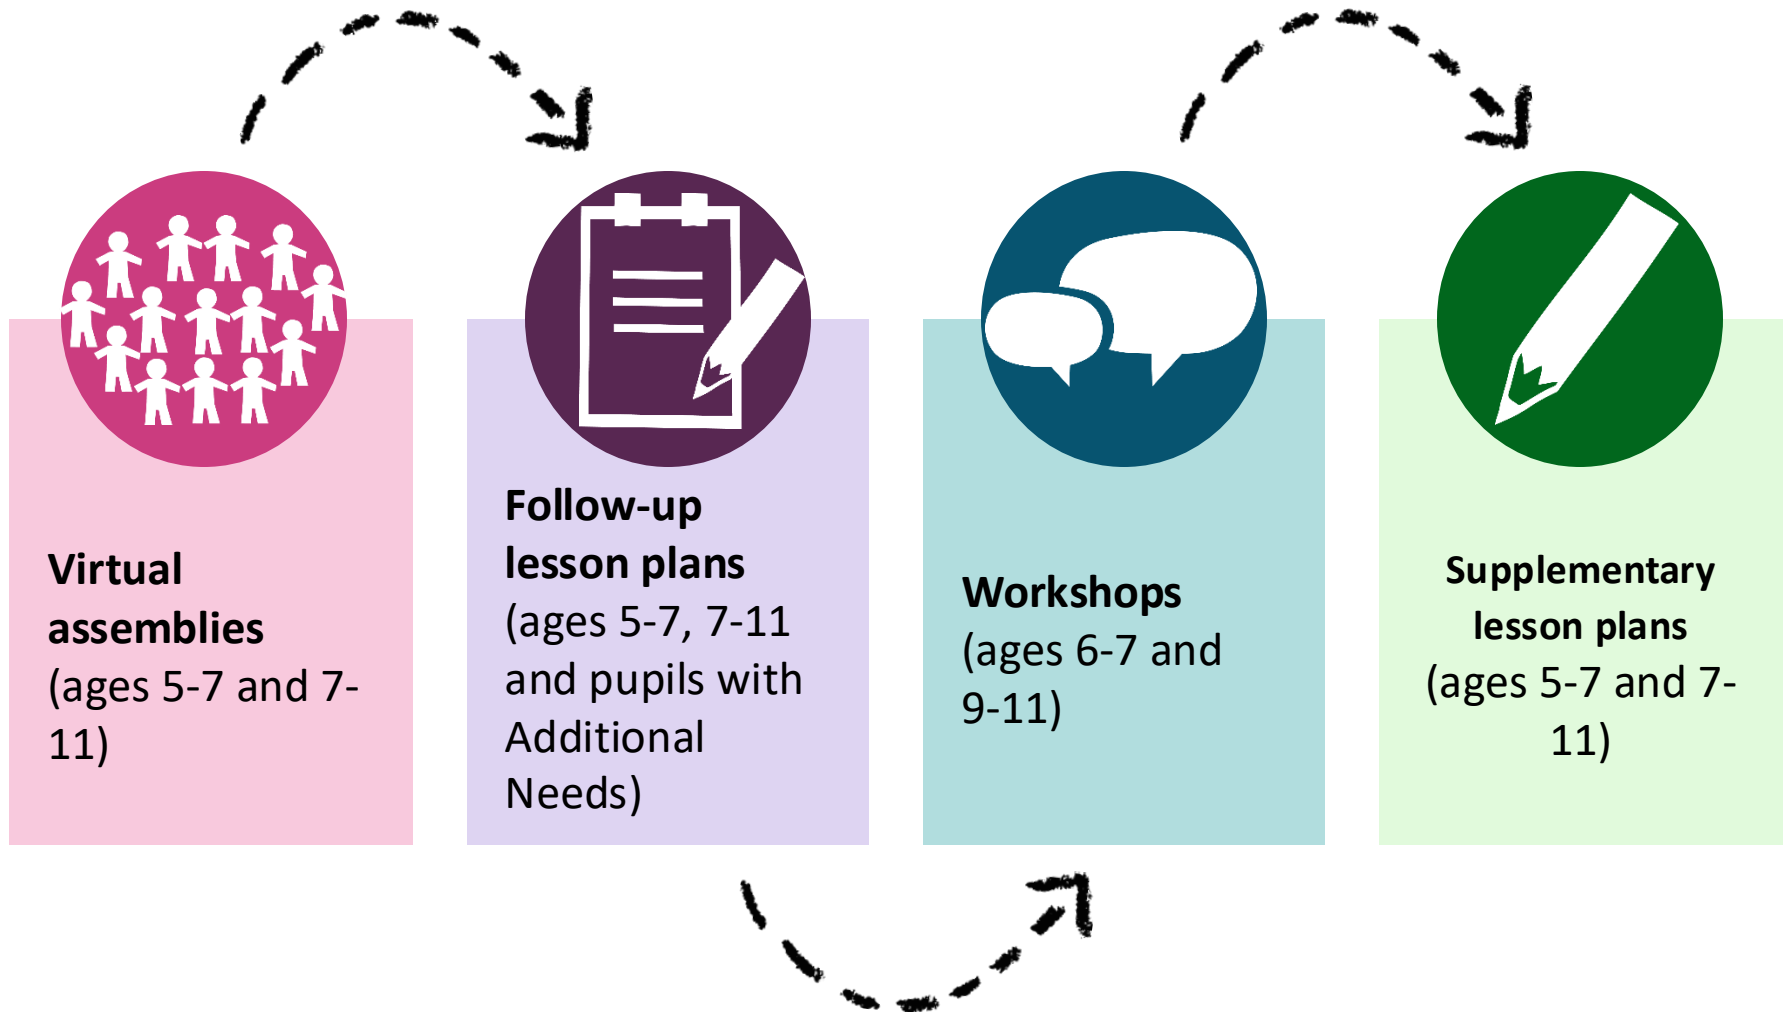 Virtual
assemblies
(ages 5-7 and 7-
11)
Follow-up
lesson plans
(ages 5-7, 7-11
and pupils with
Additional
Needs)
Workshops
(ages 6-7 and
9-11)
Supplementary
lesson plans
(ages 5-7 and 7-
11)